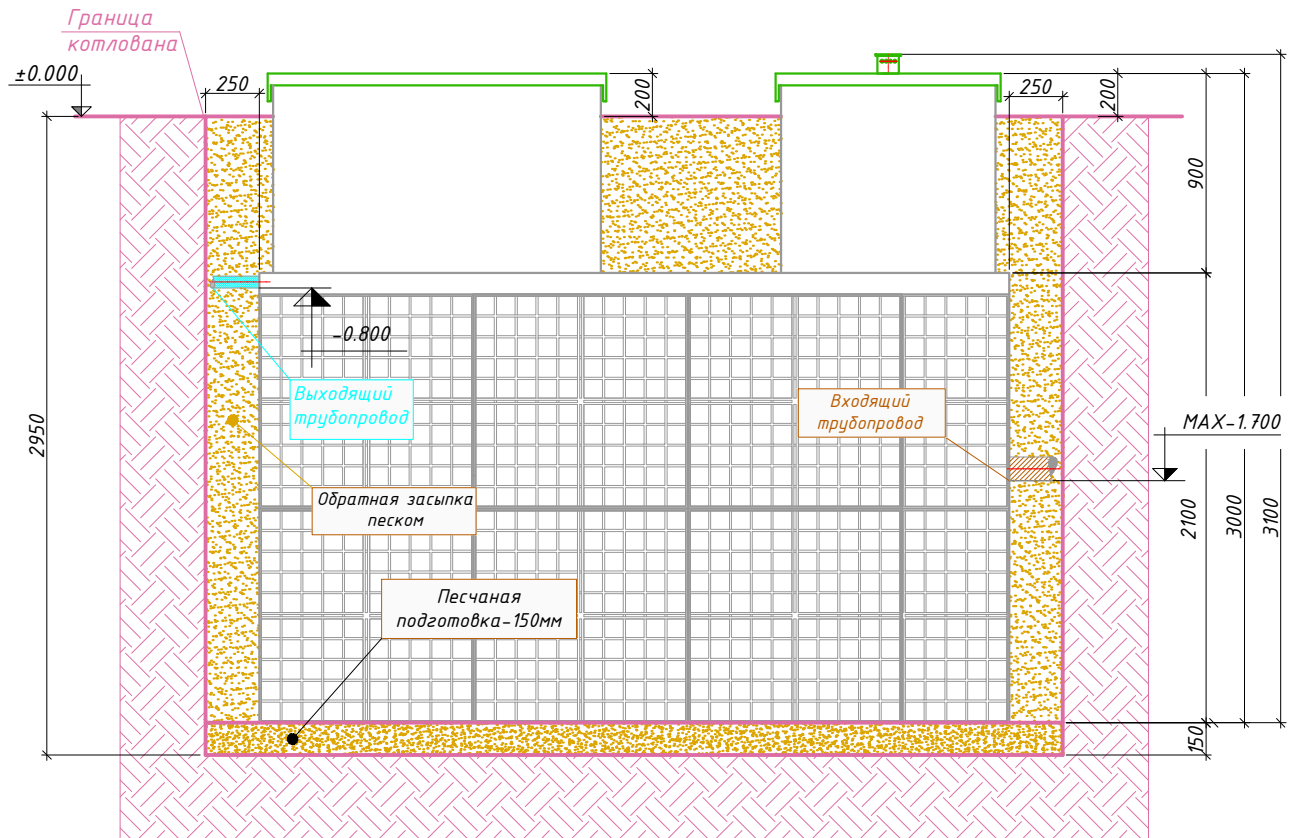 Граница
котлована
±0.000
250
200
250
200
900
-0.800
Выходящий
трубопровод
Входящий
трубопровод
MAX-1.700
2950
Обратная засыпка
песком
2100
3000
3100
Песчаная
подготовка-150мм
150